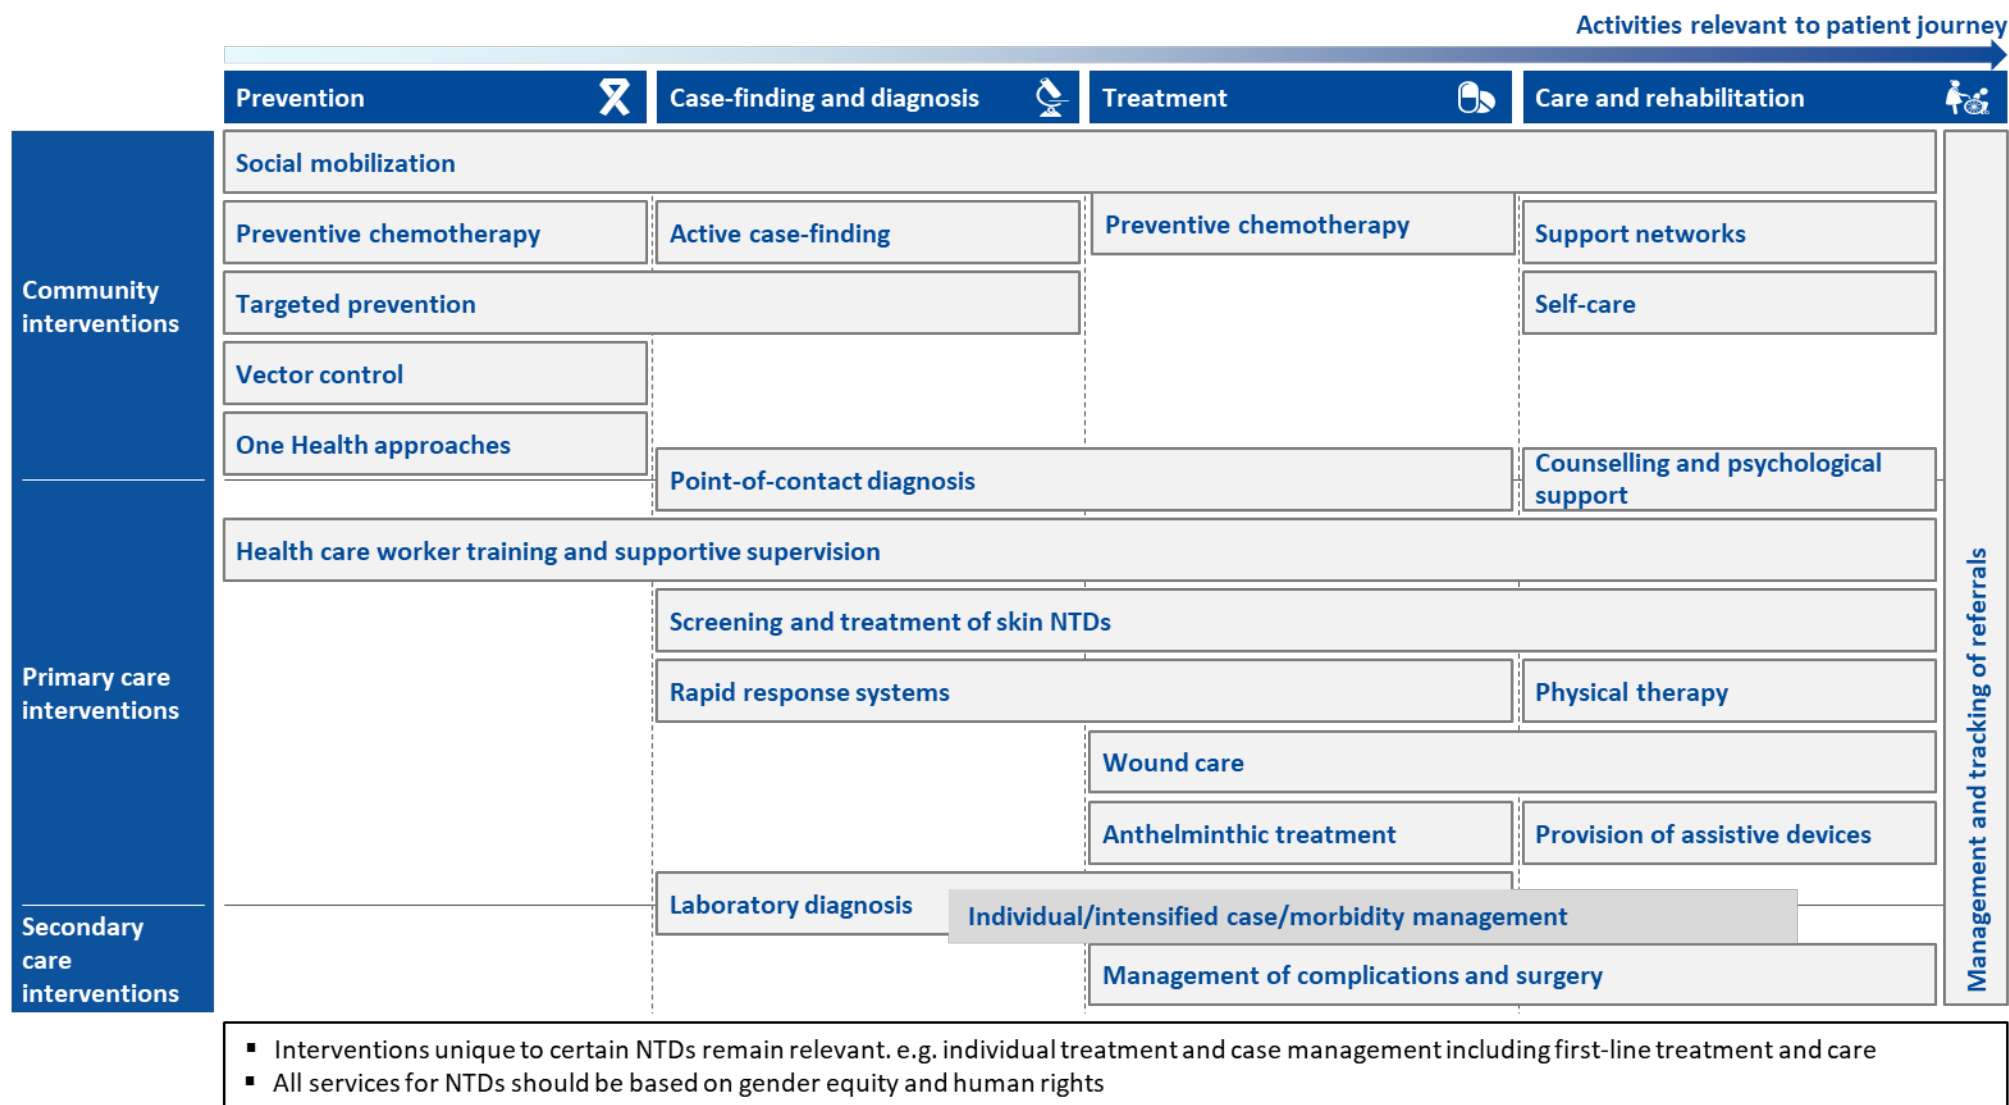 Activities relevant to patient journey
Prevention
Case-finding and diagnosis
Treatment
Care and rehabilitation
Community
interventions
Social mobilization
Preventive chemotherapy
Active case-finding
Preventive chemotherapy
Support networks
Targeted prevention
Self-care
Vector control
One Health approaches
Point-of-contact diagnosis
Counselling and psychological
support
Primary care
interventions
Health care worker training and supportive supervision
Screening and treatment of skin NTDs
Rapid response systems
Physical therapy
Wound care
Anthelminthic treatment
Provision of assistive devices
Laboratory diagnosis
Individual/intensified case/morbidity management
Secondary
care
interventions
Management of complications and surgery
Management and tracking of referrals
▪ Interventions unique to certain NTDs remain relevant. e.g. individual treatment and case management including first-line treatment and care
▪ All services for NTDs should be based on gender equity and human rights